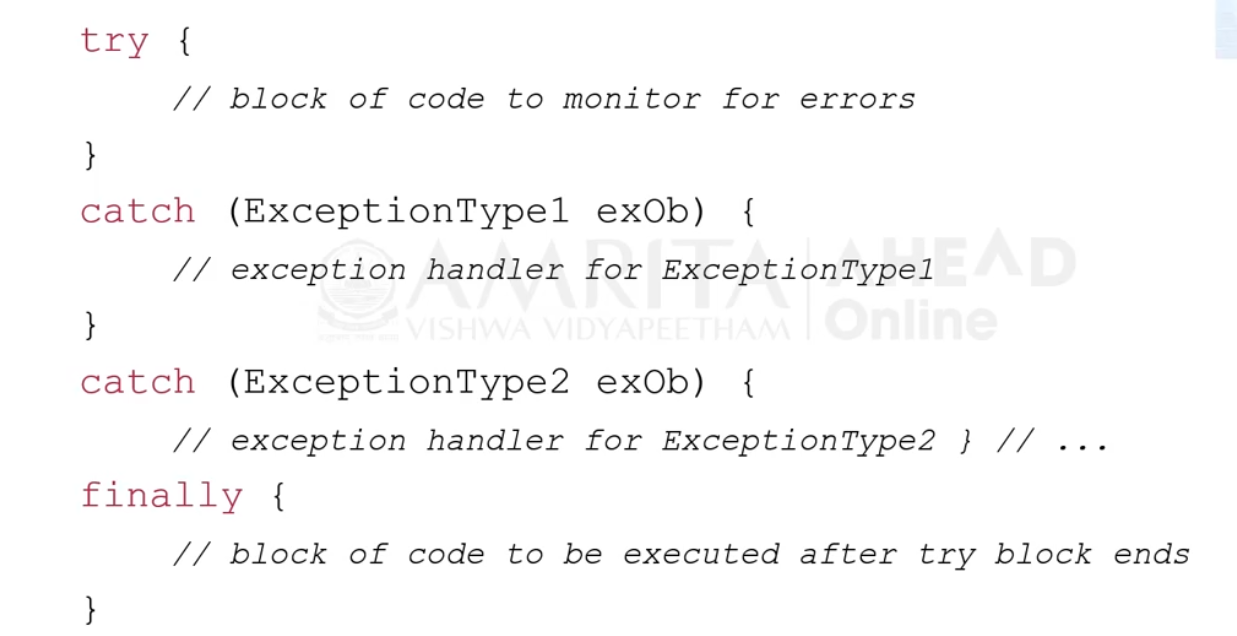 try {
// block of code to monitor for errors
}
catch (ExceptionType1 exOb) {
// exception handler for ExceptionType1
}
catch (ExceptionType2 exOb) {
// exception handler for ExceptionType2 } // ...
finally {
// block of code to be executed after try block ends
}
AMRITA
VISHWA VIDYAPEETHAM
AHEAD
Online